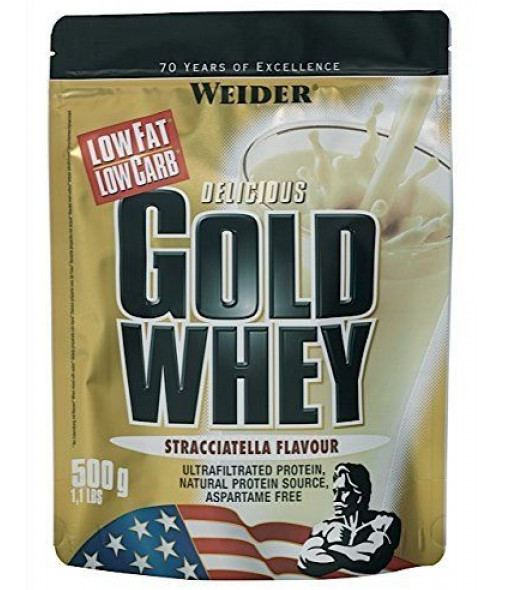 70 YEARS OF EXCELLENCE
WEIDER®
LOW FAT
LOW CARB
DELICIOUS
GOLD
WHEY
STRACCIATELLA FLAVOUR
500g
1,1 LBS
ULTRAFILTRATED PROTEIN,
NATURAL PROTEIN SOURCE,
ASPARTAME FREE